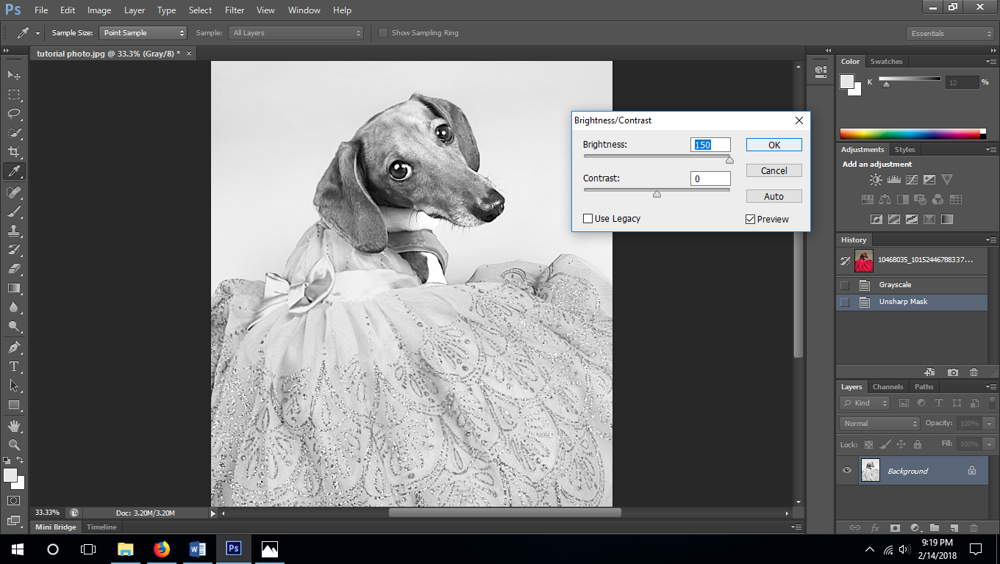 Ps File Edit Image Layer Type Select Filter View Window Help
Sample Size: Point Sample Sample: All Layers Show Sampling Ring Essentials
tutorial photo.jpg @ 33.3% (Gray/8) * ×
Color Swatches
K 12 %
Brightness/Contrast
Brightness: 150 OK
Cancel
Contrast: 0
Auto
Use Legacy Preview
Adjustments Styles
Add an adjustment
History
10468035_10152446788337...
Grayscale
Unsharp Mask
Layers Channels Paths
Kind
Normal Opacity: 100%
Lock: Fill: 100%
Background
T
33.33% Doc: 3.20M/3.20M
Mini Bridge Timeline
fx
Ps
9:19 PM
2/14/2018